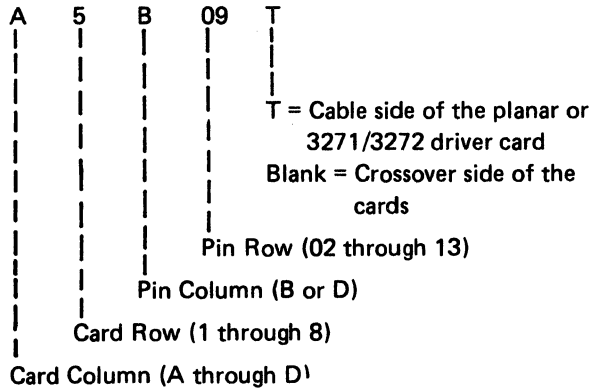 A 5 B 09 T
T = Cable side of the planar or
3271/3272 driver card
Blank = Crossover side of the
cards
Pin Row (02 through 13)
Pin Column (B or D)
Card Row (1 through 8)
Card Column (A through D)